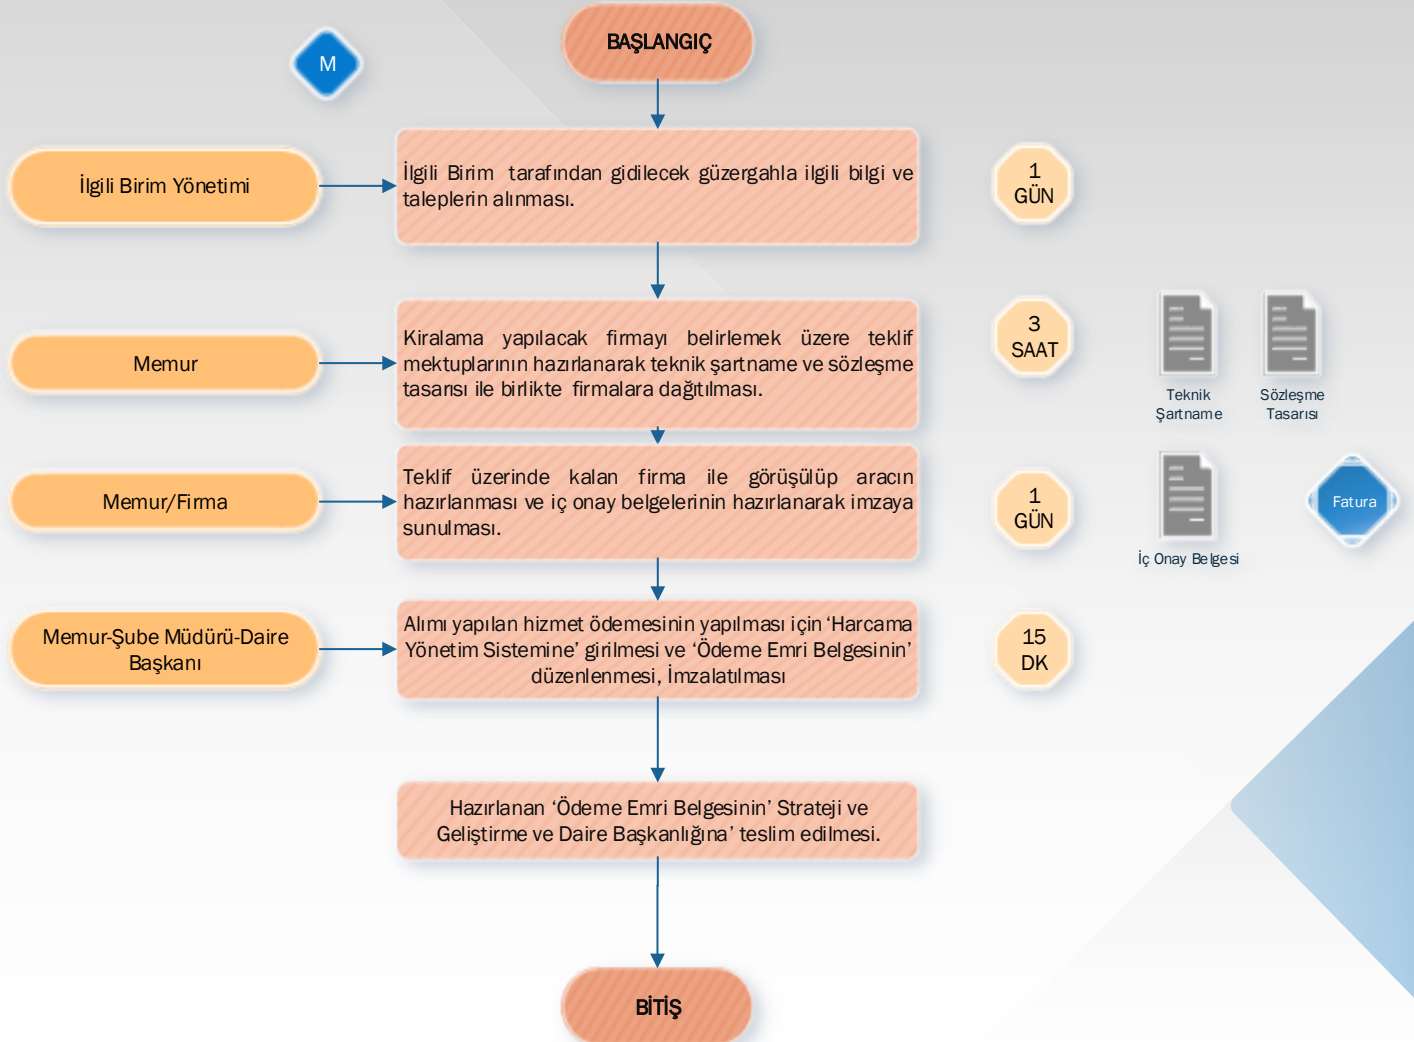 BAŞLANGIÇ
M
İlgili Birim Yönetimi
İlgili Birim tarafından gidilecek güzergahla ilgili bilgi ve
taleplerin alınması.
1
GÜN
Memur
Kiralama yapılacak firmayı belirlemek üzere teklif
mektuplarının hazırlanarak teknik şartname ve sözleşme
tasarısı ile birlikte firmalara dağıtılması.
3
SAAT
Teknik
Şartname
Sözleşme
Tasarısı
Memur/Firma
Teklif üzerinde kalan firma ile görüşülüp aracın
hazırlanması ve iç onay belgelerinin hazırlanarak imzaya
sunulması.
1
GÜN
İç Onay Belgesi
Fatura
Memur-Şube Müdürü-Daire
Başkanı
Alımı yapılan hizmet ödemesinin yapılması için ‘Harcama
Yönetim Sistemine’ girilmesi ve ‘Ödeme Emri Belgesinin’
düzenlenmesi, İmzalatılması
15
DK
Hazırlanan ‘Ödeme Emri Belgesinin’ Strateji ve
Geliştirme ve Daire Başkanlığına’ teslim edilmesi.
BİTİŞ